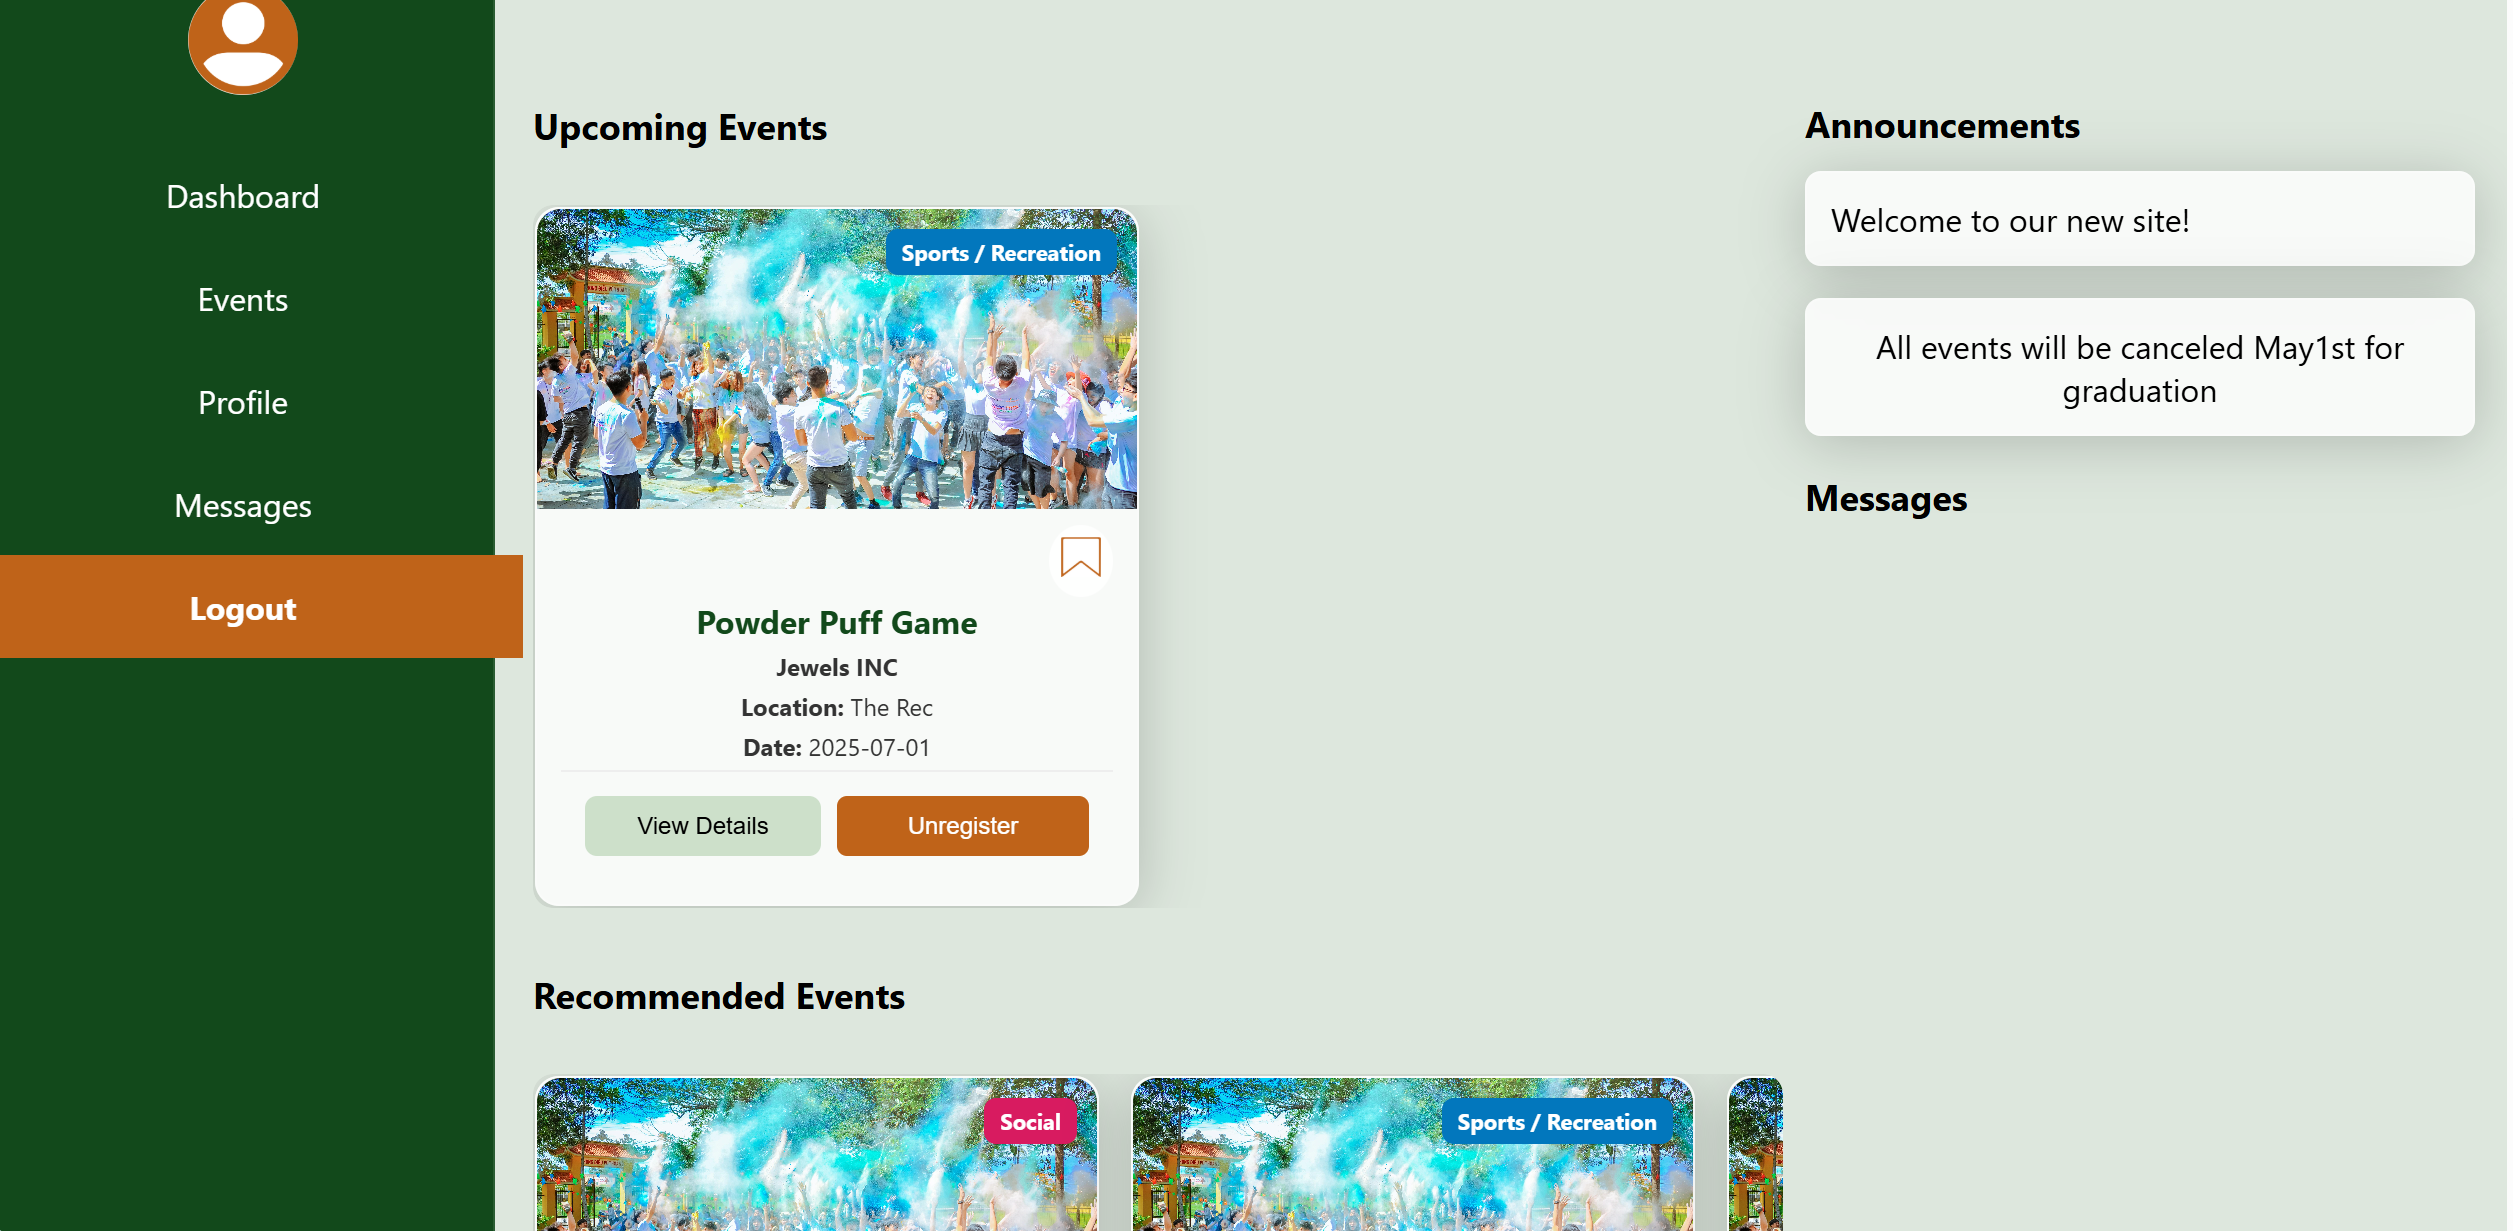 Dashboard
Events
Profile
Messages
Logout
Upcoming Events
Sports / Recreation
Powder Puff Game
Jewels INC
Location: The Rec
Date: 2025-07-01
View Details
Unregister
Recommended Events
Social
Sports / Recreation
Announcements
Welcome to our new site!
All events will be canceled May1st for
graduation
Messages